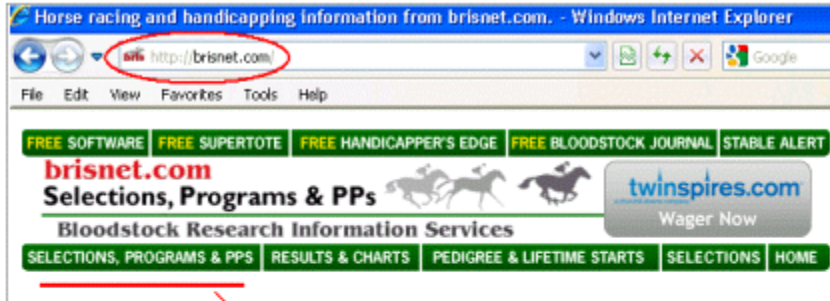 Horse racing and handicapping information from brisnet.com. - Windows Internet Explorer
bris http://brisnet.com/ Google
File Edit View Favorites Tools Help
FREE SOFTWARE FREE SUPERTOTE FREE HANDICAPPER'S EDGE FREE BLOODSTOCK JOURNAL STABLE ALERT
brisnet.com
Selections, Programs & PPs
twinspires.com
Wager Now
Bloodstock Research Information Services
SELECTIONS, PROGRAMS & PPS RESULTS & CHARTS PEDIGREE & LIFETIME STARTS SELECTIONS HOME